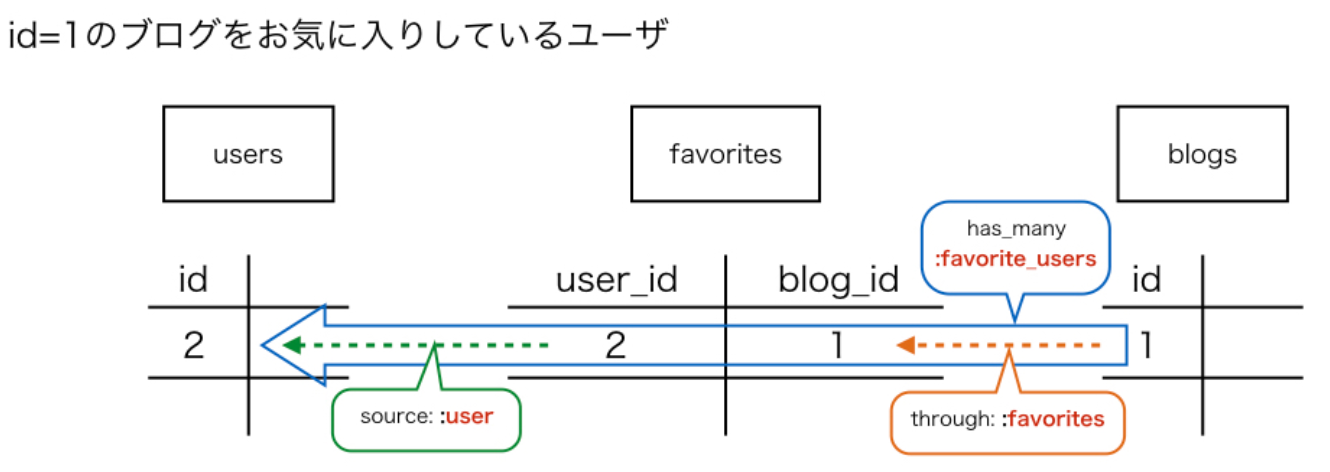 id=1のブログをお気に入りしているユーザ
users
favorites
blogs
has_many
:favorite_users
id
user_id
blog_id
id
2
2
1
1
source: :user
through: :favorites